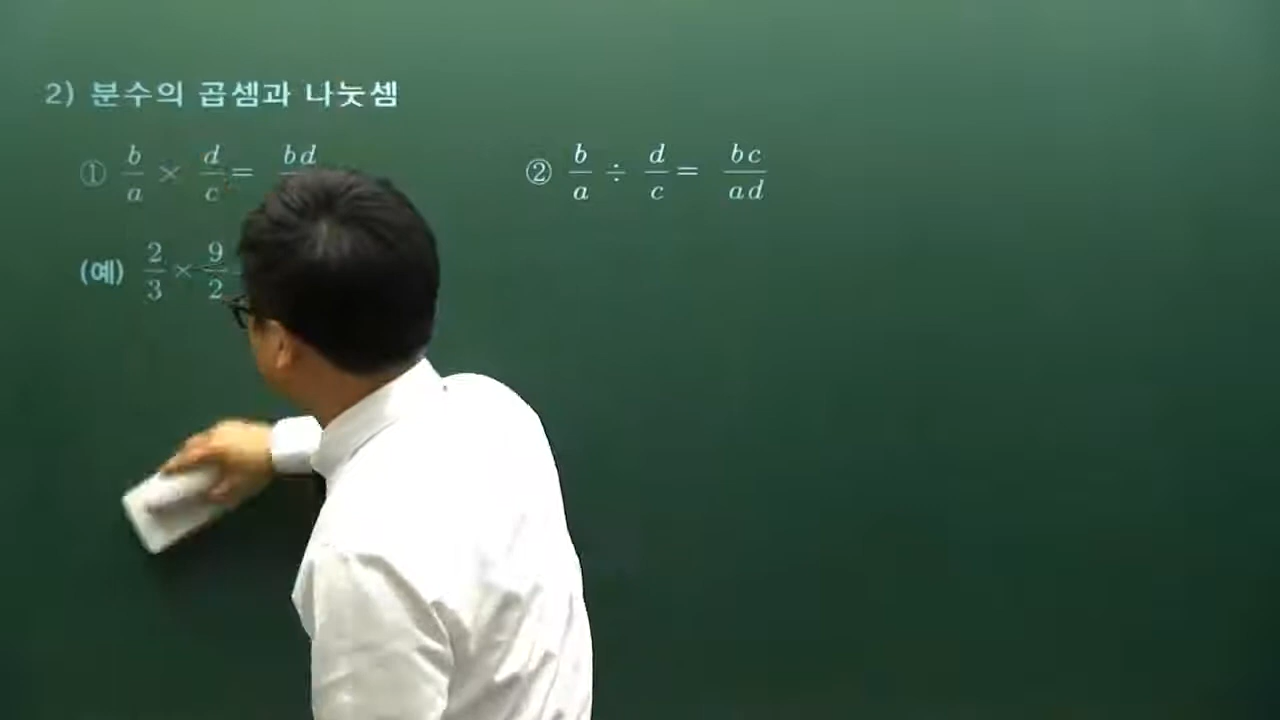 2) 분수의 곱셈과 나눗셈
① b/a × d/c = bd ② b/a ÷ d/c = bc/ad
(예) 2/3 × 9/2